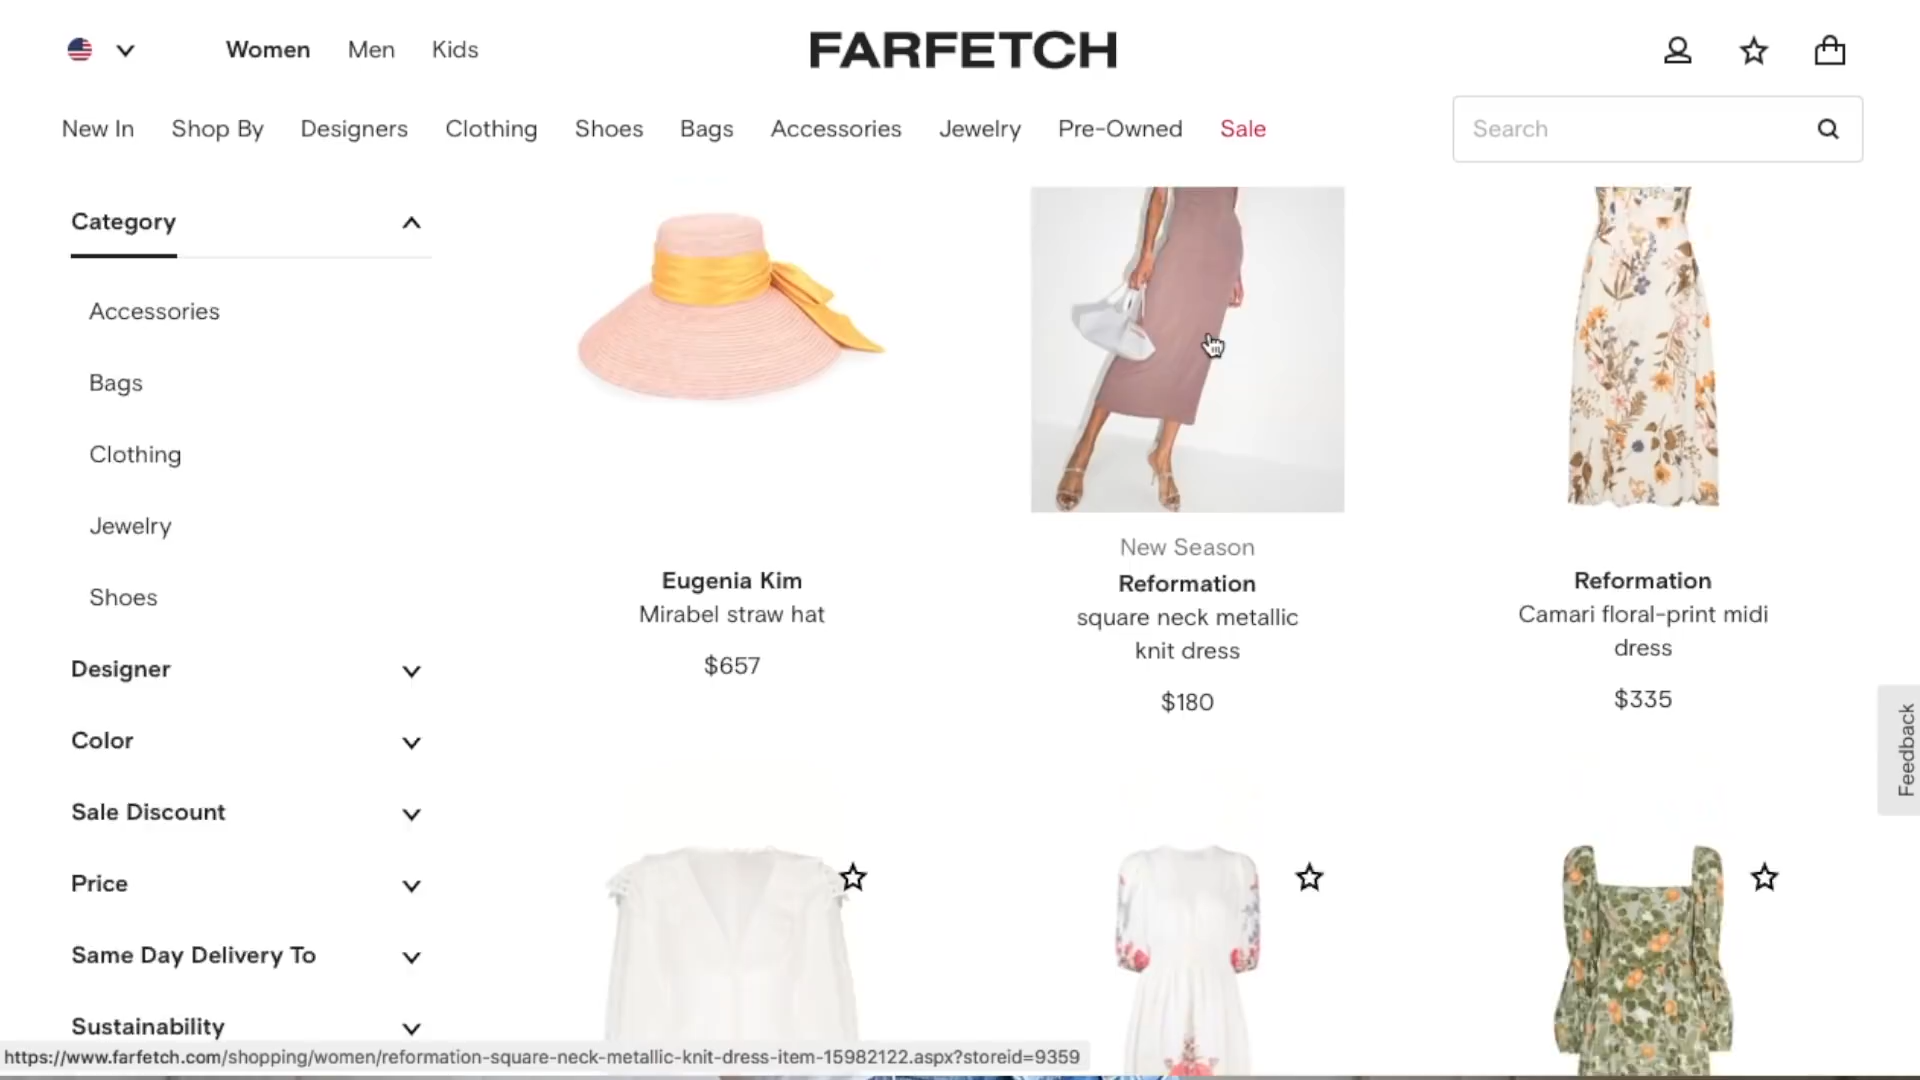 Women Men Kids
FARFETCH
New In Shop By Designers Clothing Shoes Bags Accessories Jewelry Pre-Owned Sale
Search
Category
Accessories
Bags
Clothing
Jewelry
Shoes
Designer
Color
Sale Discount
Price
Same Day Delivery To
Sustainability
Eugenia Kim
Mirabel straw hat
$657
New Season
Reformation
square neck metallic
knit dress
$180
Reformation
Camari floral-print midi
dress
$335
Feedback
https://www.farfetch.com/shopping/women/reformation-square-neck-metallic-knit-dress-item-15982122.aspx?storeid=9359